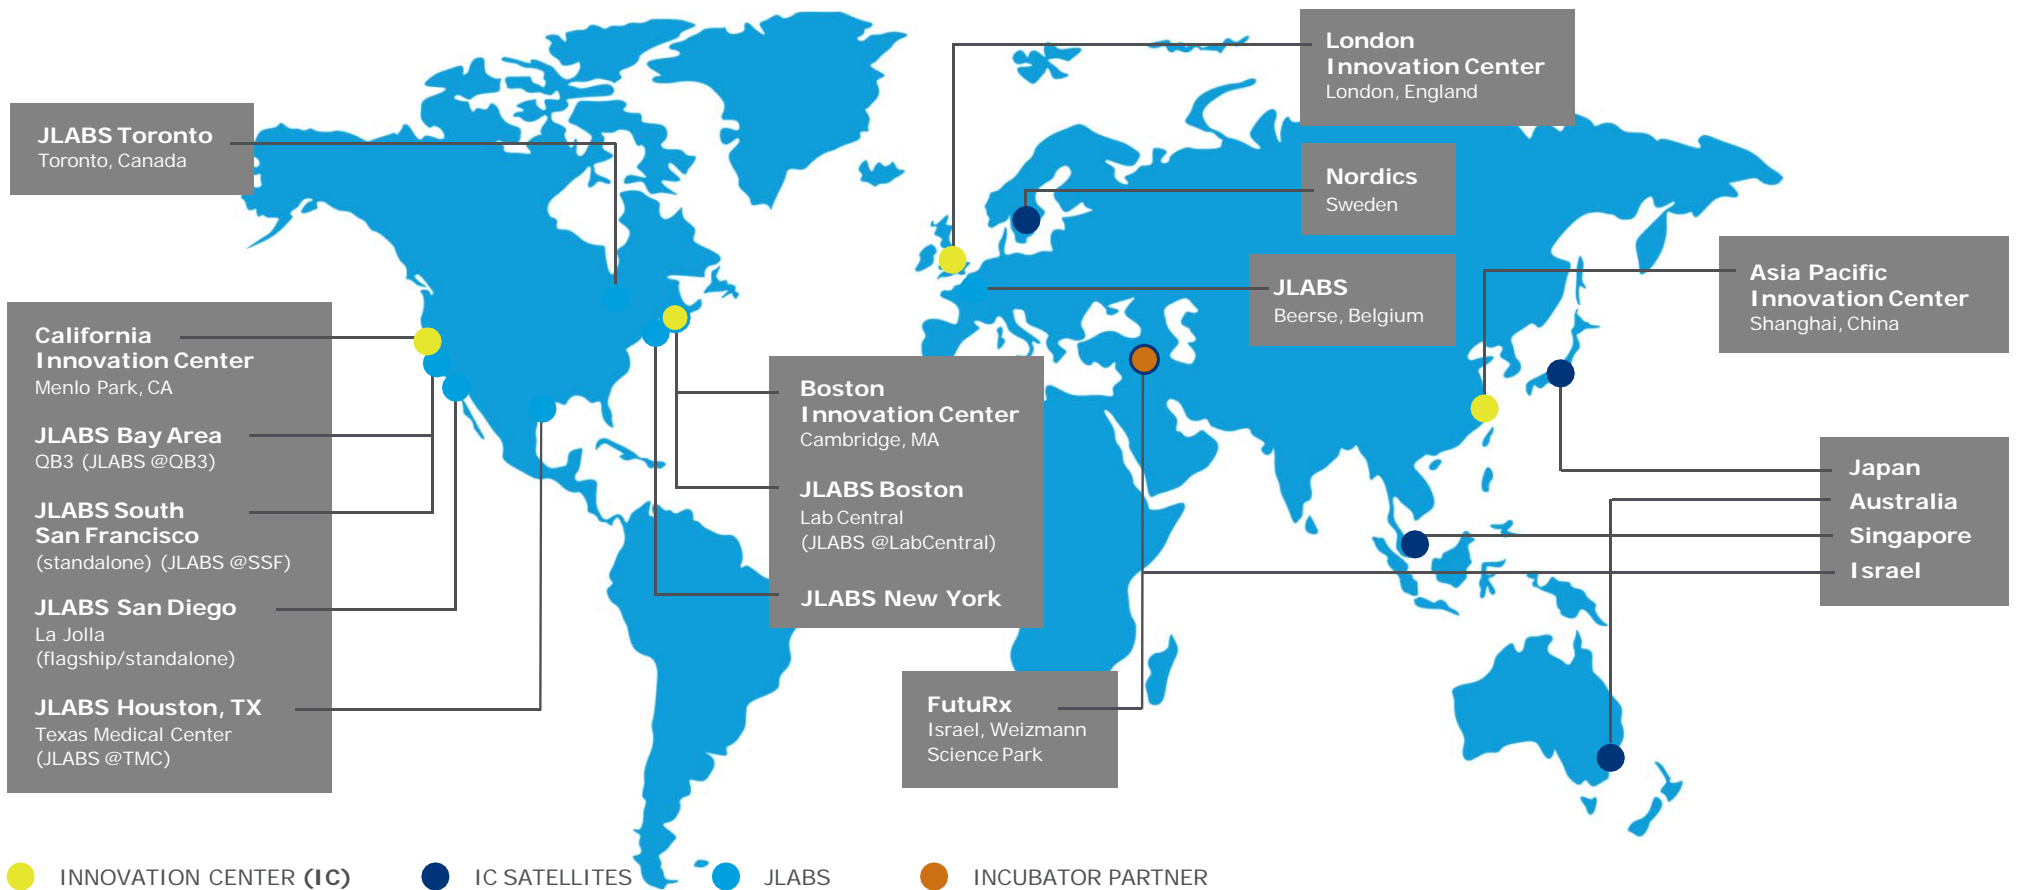 London
Innovation Center
London, England
JLABS Toronto
Toronto, Canada
Nordics
Sweden
Asia Pacific
Innovation Center
Shanghai, China
JLABS
Beerse, Belgium
California
Innovation Center
Menlo Park, CA
JLABS Bay Area
QB3 (JLABS @QB3)
JLABS South
San Francisco
(standalone) (JLABS @SSF)
JLABS San Diego
La Jolla
(flagship/standalone)
JLABS Houston, TX
Texas Medical Center
(JLABS @TMC)
Boston
Innovation Center
Cambridge, MA
JLABS Boston
Lab Central
(JLABS @LabCentral)
JLABS New York
Japan
Australia
Singapore
Israel
FutuRx
Israel, Weizmann
Science Park
INNOVATION CENTER (IC)
IC SATELLITES
JLABS
INCUBATOR PARTNER